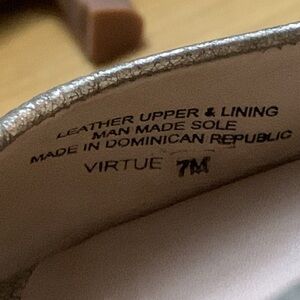 LEATHER UPPER & LINING
MAN MADE SOLE
MADE IN DOMINICAN REPUBLIC
VIRTUE 7M